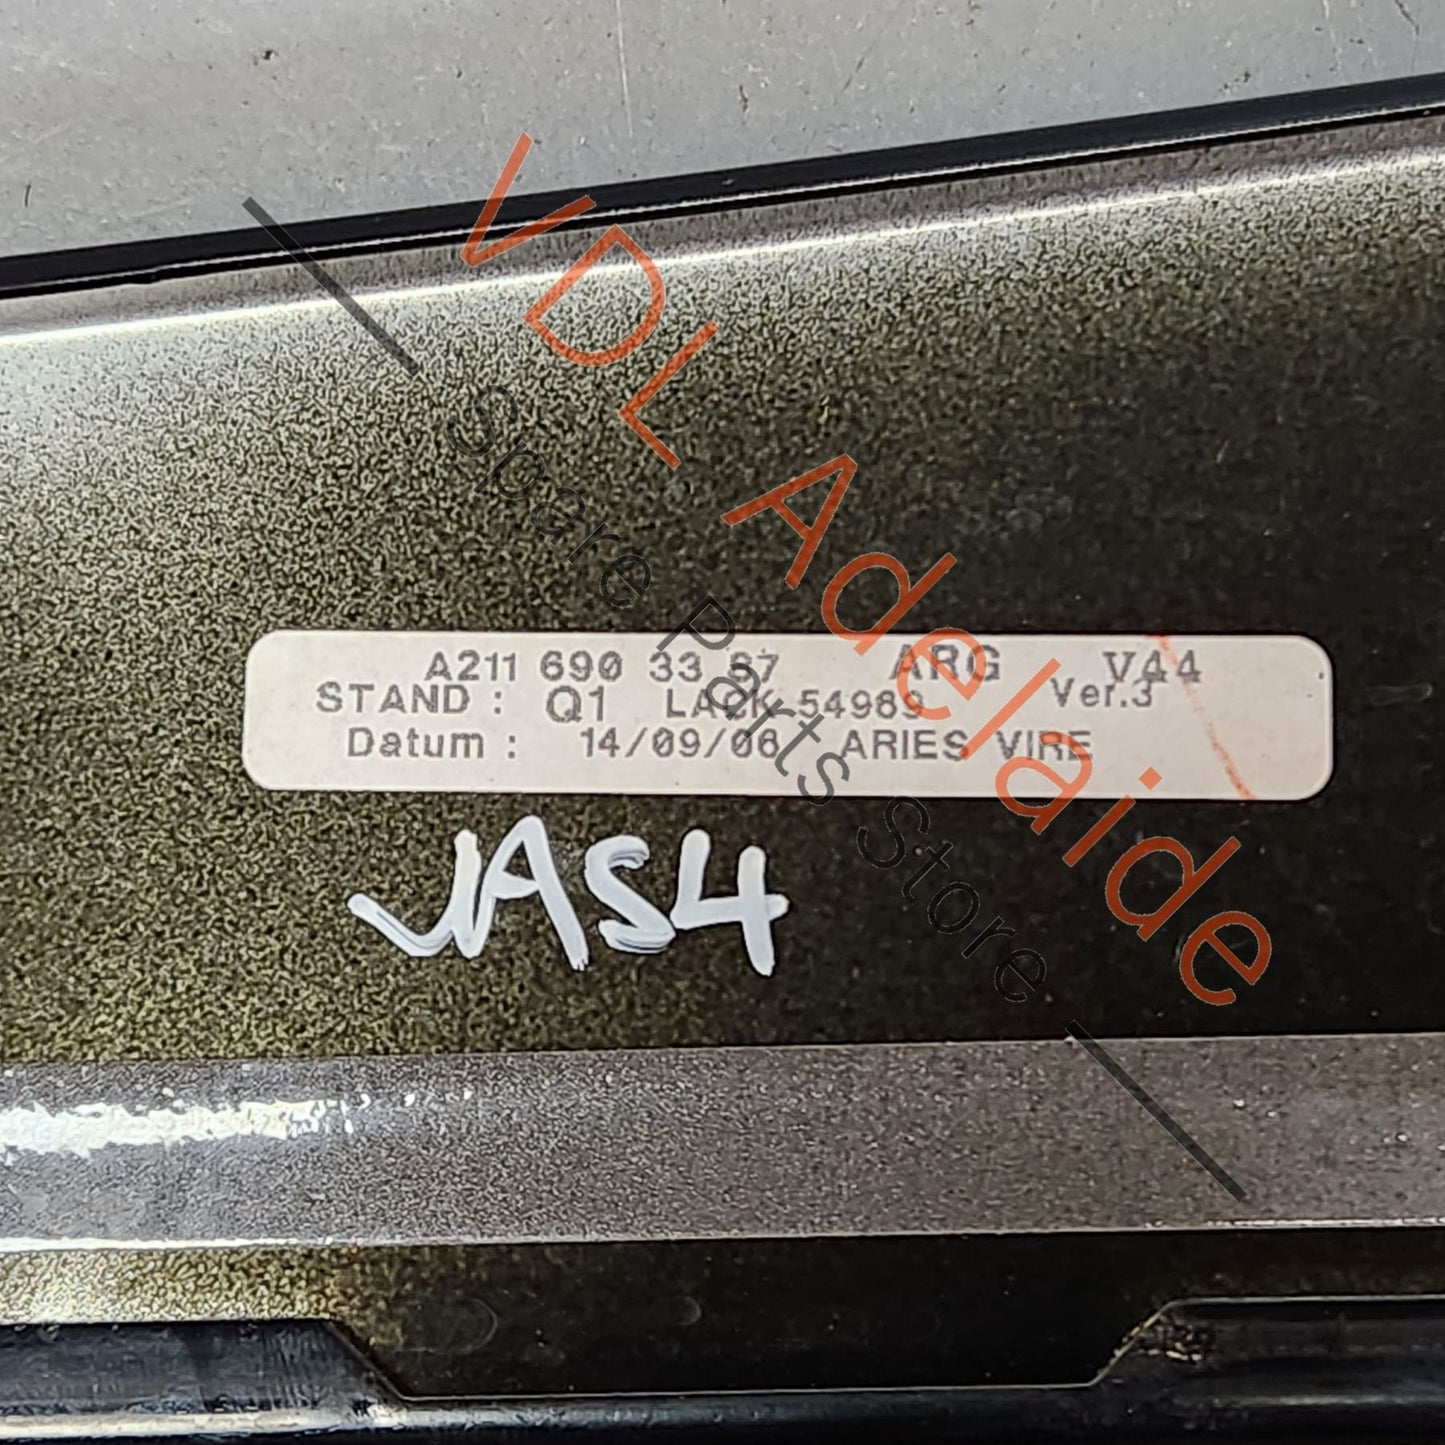 A211 690 33 87 ARG V44
STAND : Q1 LACK 54989 Ver.3
Datum : 14/09/06 ARIES VIRE
JAS4
VDL Adelaide
Spare Parts Store